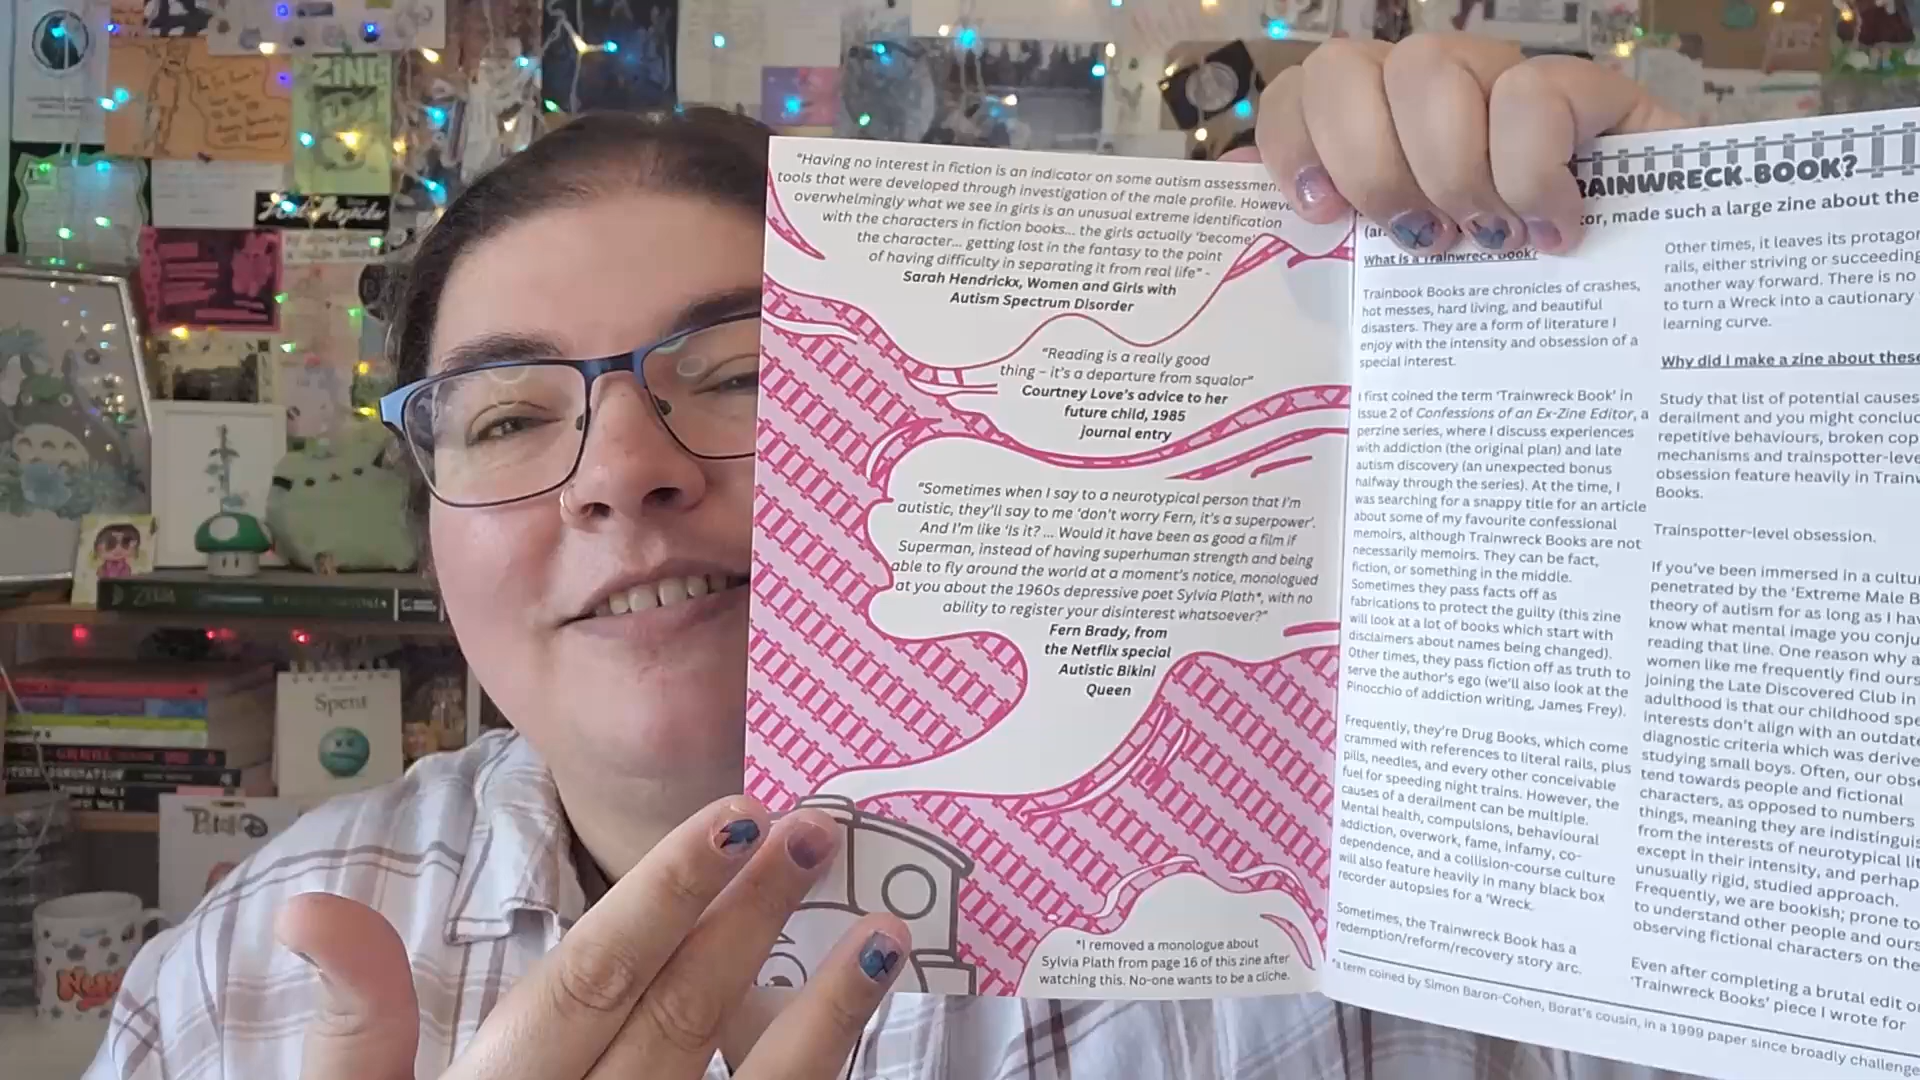 ZINE
Spent
ZELDA
"Having no interest in fiction is an indicator on some autism
tools that were developed through investigation of the male profile.
overwhelmingly what we see in girls is an unusual extreme identification
with the characters in fiction books... the girls actually 'become'
the character... getting lost in the fantasy to the point
of having difficulty in separating it from real life" -
Sarah Hendrickx, Women and Girls with
Autism Spectrum Disorder
"Reading is a really good
thing – it's a departure from squalor"
Courtney Love's advice to her
future child, 1985
journal entry
"Sometimes when I say to a neurotypical person that I'm
autistic, they'll say to me 'don't worry Fern, it's a superpower'.
And I'm like 'Is it? ... Would it have been as good a film if
Superman, instead of having superhuman strength and being
able to fly around the world at a moment's notice, monologued
at you about the 1960s depressive poet Sylvia Plath*, with no
ability to register your disinterest whatsoever?"
Fern Brady, from
the Netflix special
Autistic Bikini
Queen
*I removed a monologue about
Sylvia Plath from page 16 of this zine after
watching this. No-one wants to be a cliche.
RAINWRECK BOOK?
made such a large zine about the
What is a Trainwreck Book?
Trainbook Books are chronicles of crashes,
hot messes, hard living, and beautiful
disasters. They are a form of literature I
enjoy with the intensity and obsession of a
special interest.
I first coined the term 'Trainwreck Book' in
issue 2 of Confessions of an Ex-Zine Editor, a
perzine series, where I discuss experiences
with addiction (the original plan) and late
autism discovery (an unexpected bonus
halfway through the series). At the time, I
was searching for a snappy title for an article
about some of my favourite confessional
memoirs, although Trainwreck Books are not
necessarily memoirs. They can be fact,
fiction, or something in the middle.
Sometimes they pass facts off as
fabrications to protect the guilty (this zine
will look at a lot of books which start with
disclaimers about names being changed).
Other times, they pass fiction off as truth to
serve the author's ego (we'll also look at the
Pinocchio of addiction writing, James Frey).
Frequently, they're Drug Books, which come
crammed with references to literal rails, plus
pills, needles, and every other conceivable
fuel for speeding night trains. However, the
causes of a derailment can be multiple.
Mental health, compulsions, behavioural
addiction, overwork, fame, infamy, co-
dependence, and a collision-course culture
will also feature heavily in many black box
recorder autopsies for a 'Wreck.
Sometimes, the Trainwreck Book has a
redemption/reform/recovery story arc.
Other times, it leaves its
rails, either striving or succeeding
another way forward. There is no
to turn a Wreck into a cautionary
learning curve.
Why did I make a zine about these
Study that list of potential causes
derailment and you might
repetitive behaviours, broken
mechanisms and
obsession feature heavily in
Books.
Trainspotter-level obsession.
If you've been immersed in a
penetrated by the 'Extreme Male
theory of autism for as long as I
know what mental image you
reading that line. One reason why
women like me frequently find
joining the Late Discovered Club in
adulthood is that our childhood
interests don't align with an
diagnostic criteria which was
studying small boys. Often, our
tend towards people and fictional
characters, as opposed to numbers
things, meaning they are
from the interests of neurotypical
except in their intensity, and
unusually rigid, studied approach.
Frequently, we are bookish; prone to
to understand other people and
observing fictional characters on the
Even after completing a brutal edit
'Trainwreck Books' piece I wrote for
*a term coined by Simon Baron-Cohen, Borat's cousin, in a 1999 paper since broadly